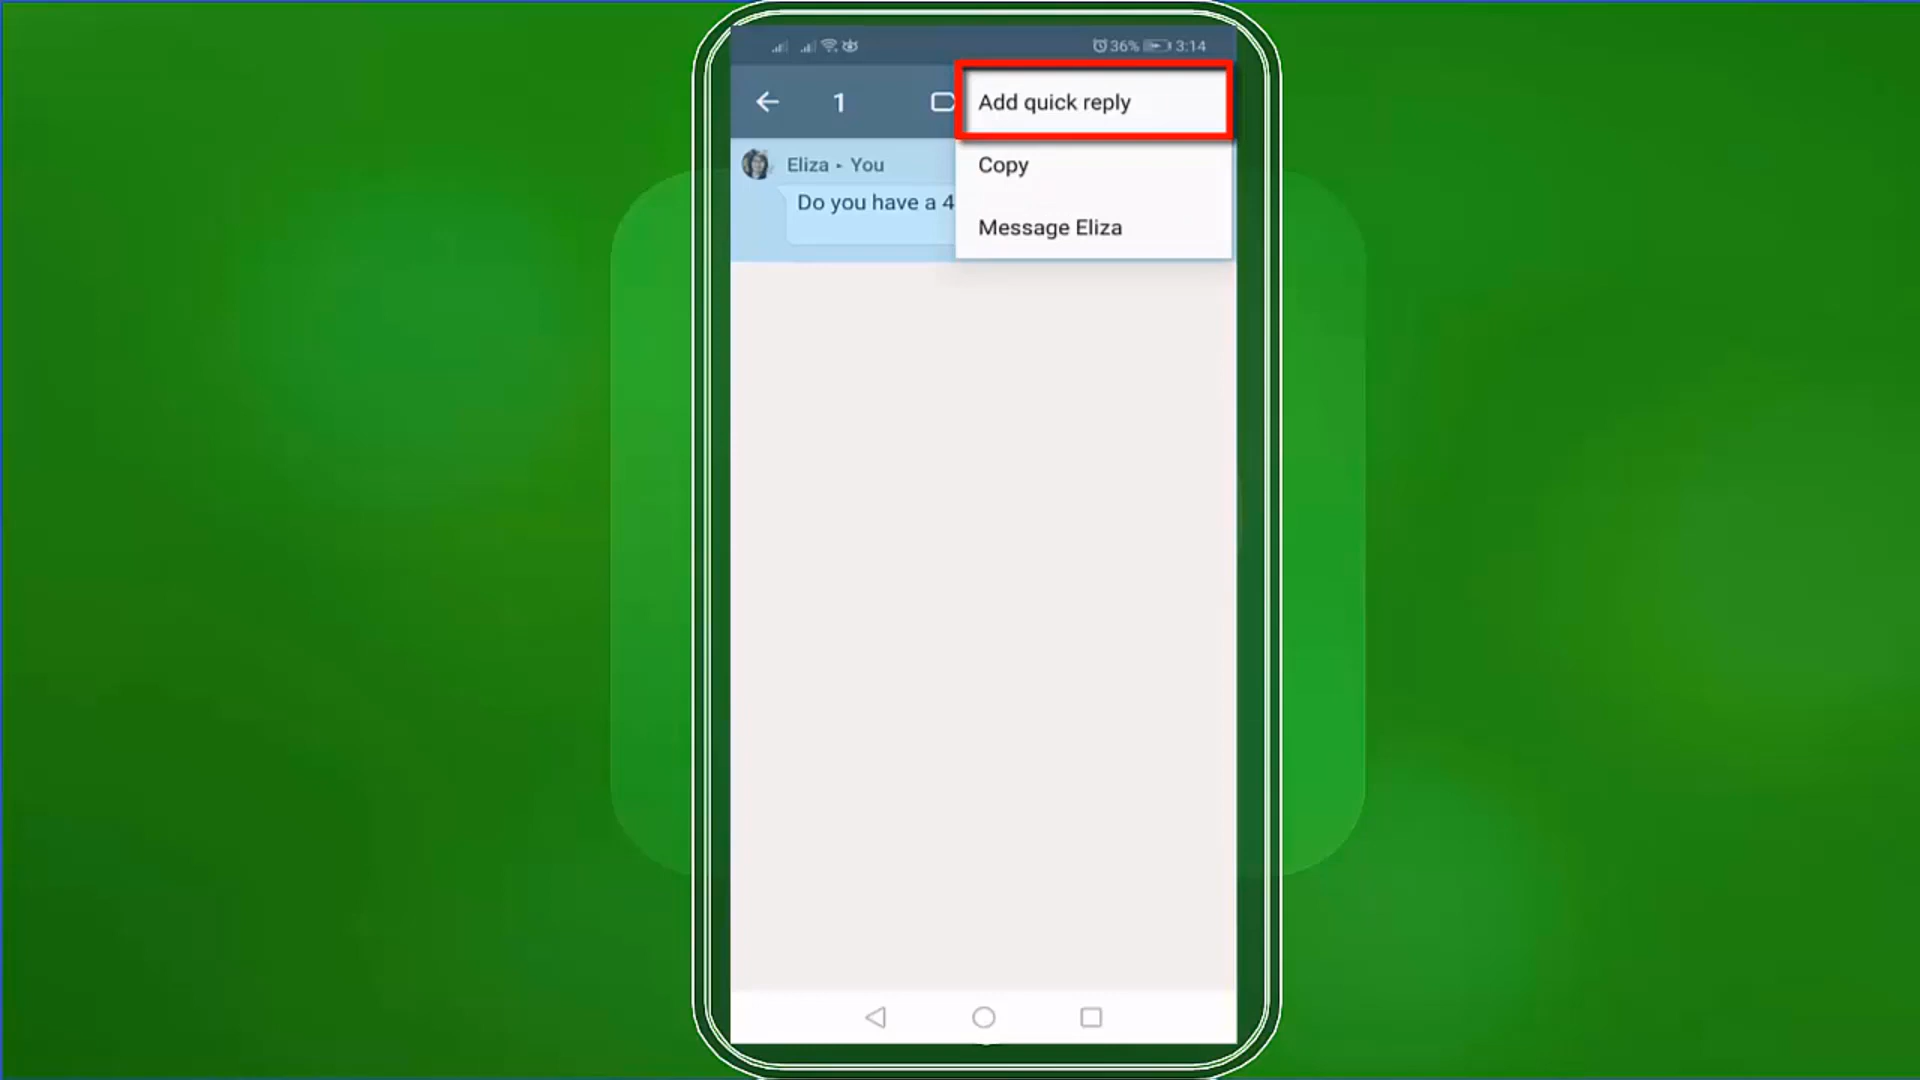 36% 3:14
1
Add quick reply
Eliza ▸ You
Copy
Do you have a 4
Message Eliza